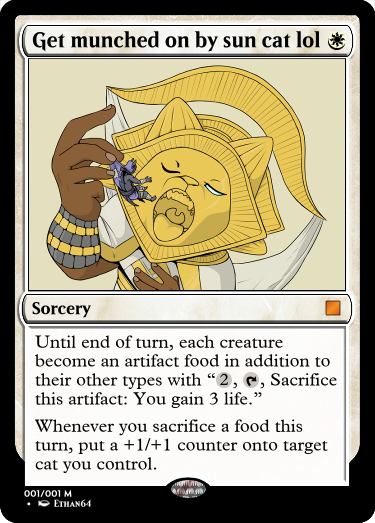 Get munched on by sun cat lol
Sorcery
Until end of turn, each creature
become an artifact food in addition to
their other types with “2, , Sacrifice
this artifact: You gain 3 life.”
Whenever you sacrifice a food this
turn, put a +1/+1 counter onto target
cat you control.
001/001 M
• Ethan64